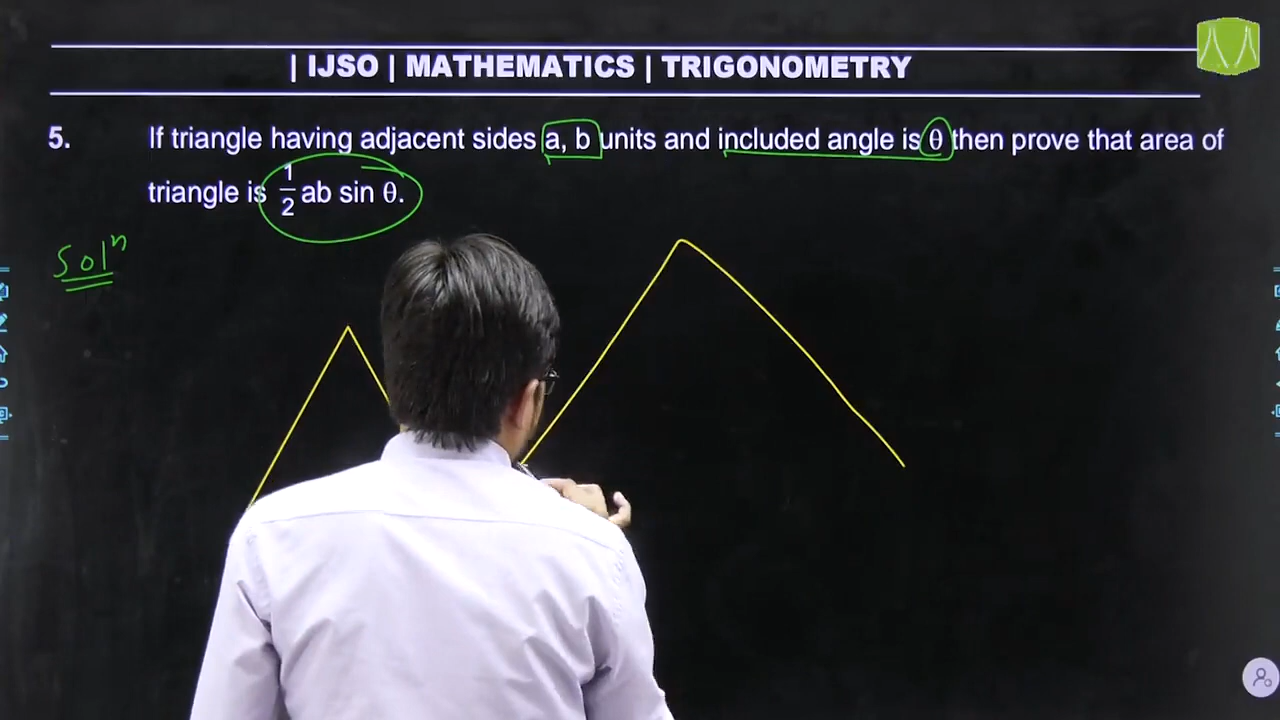 | IJSO | MATHEMATICS | TRIGONOMETRY
5. If triangle having adjacent sides a, b units and included angle is θ then prove that area of
triangle is 1/2 ab sin θ.
Solⁿ